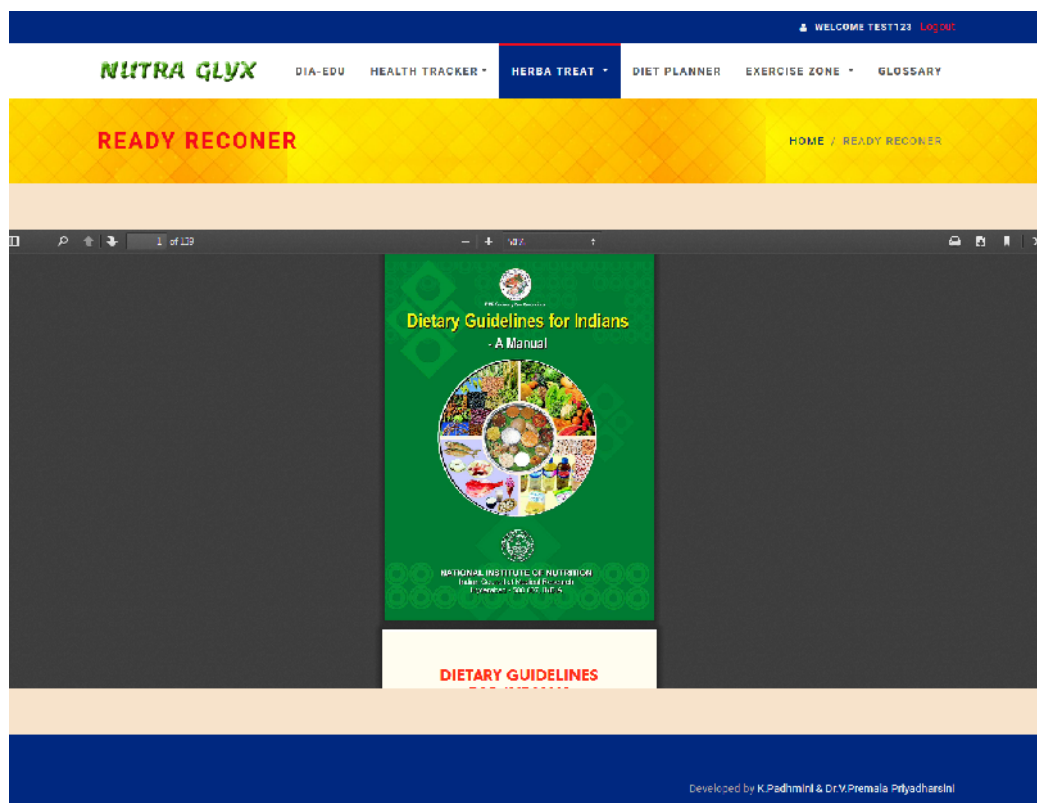 WELCOME TEST123 Logout
NUTRA GLYX
DIA-EDU HEALTH TRACKER HERBA TREAT DIET PLANNER EXERCISE ZONE GLOSSARY
READY RECONER
HOME / READY RECONER
1 of 139
50%
Dietary Guidelines for Indians
- A Manual
NATIONAL INSTITUTE OF NUTRITION
DIETARY GUIDELINES
Developed by K.Padhmini & Dr.V.Premala Priyadharsini